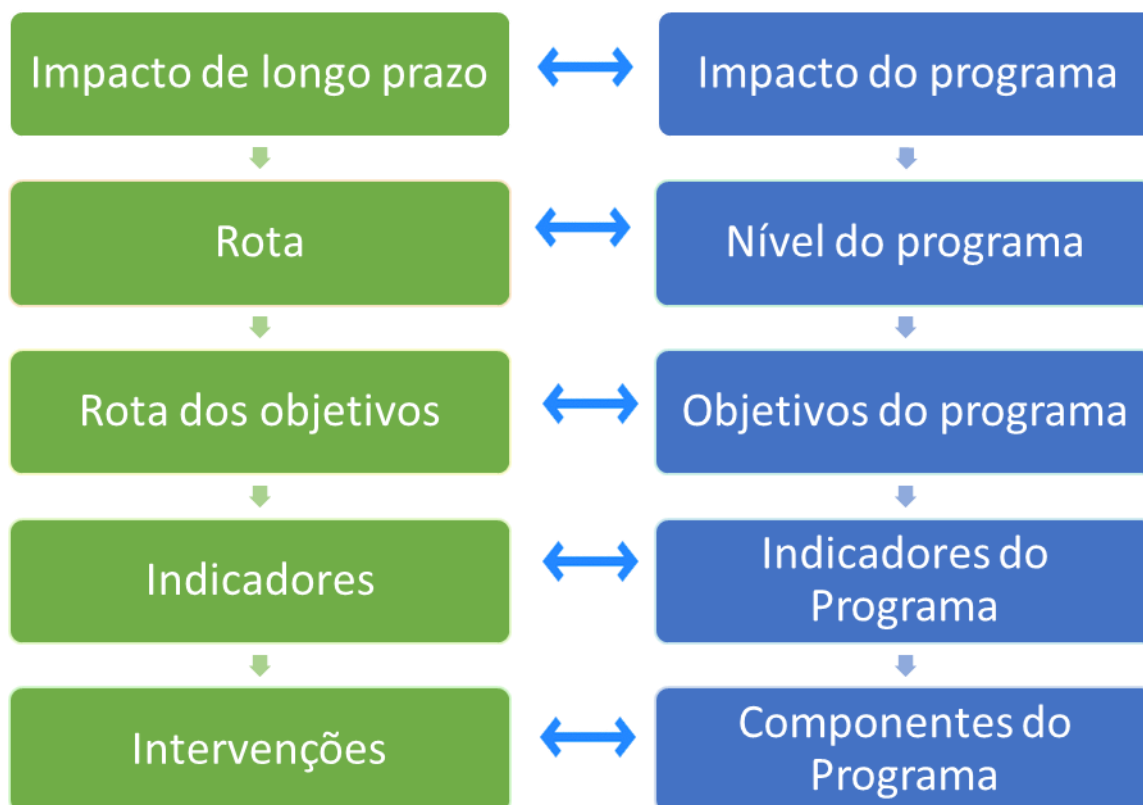 Impacto de longo prazo
Impacto do programa
Rota
Nível do programa
Rota dos objetivos
Objetivos do programa
Indicadores
Indicadores do
Programa
Intervenções
Componentes do
Programa